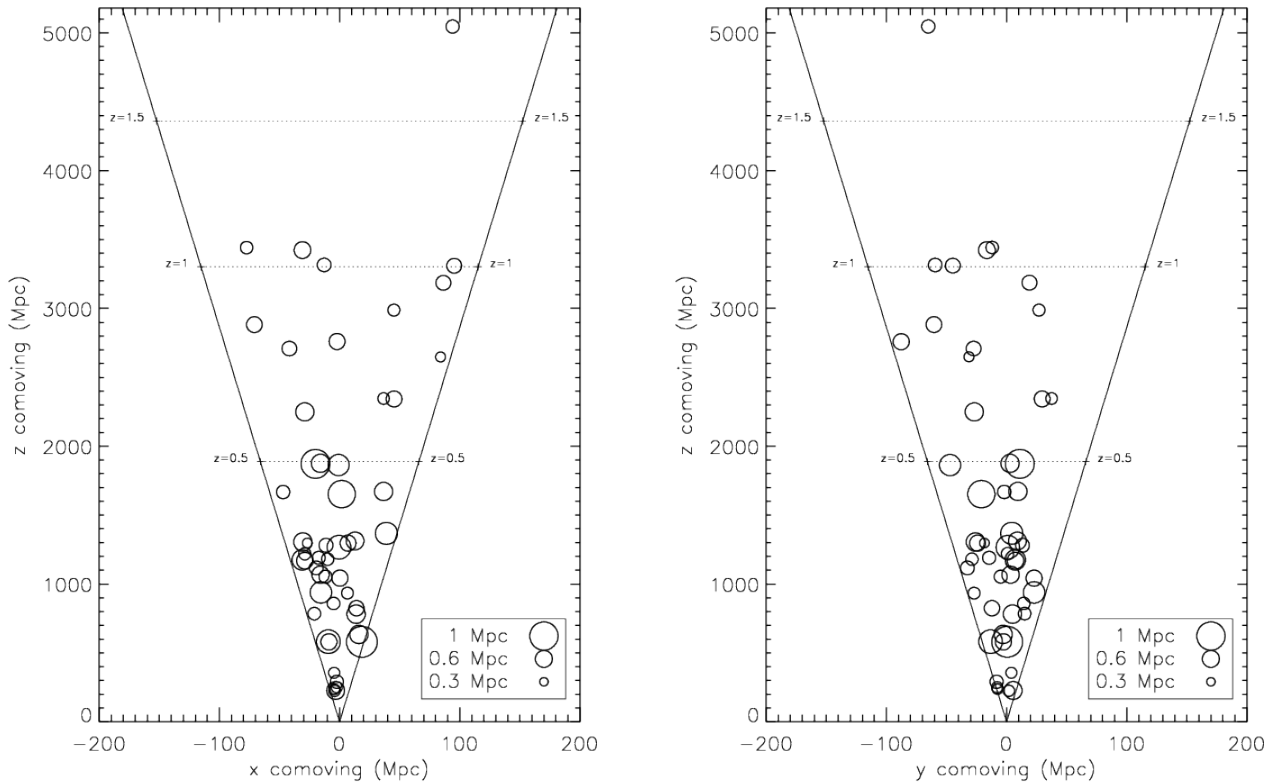 5000
4000
3000
2000
1000
0
z comoving (Mpc)
z=1.5 z=1.5
z=1 z=1
z=0.5 z=0.5
1 Mpc
0.6 Mpc
0.3 Mpc
−200 −100 0 100 200
x comoving (Mpc)
5000
4000
3000
2000
1000
0
z comoving (Mpc)
z=1.5 z=1.5
z=1 z=1
z=0.5 z=0.5
1 Mpc
0.6 Mpc
0.3 Mpc
−200 −100 0 100 200
y comoving (Mpc)